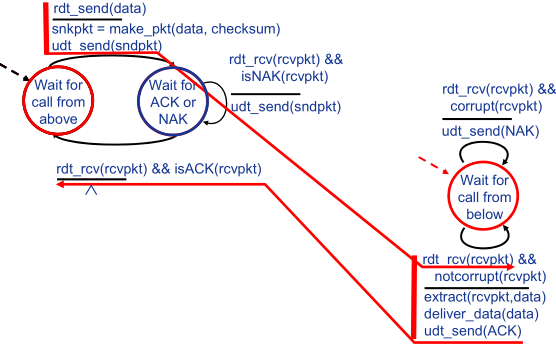 rdt_send(data)
snkpkt = make_pkt(data, checksum)
udt_send(sndpkt)
Wait for
call from
above
Wait for
ACK or
NAK
rdt_rcv(rcvpkt) &&
isNAK(rcvpkt)
udt_send(sndpkt)
rdt_rcv(rcvpkt) && isACK(rcvpkt)
Λ
rdt_rcv(rcvpkt) &&
corrupt(rcvpkt)
udt_send(NAK)
Wait for
call from
below
rdt_rcv(rcvpkt) &&
notcorrupt(rcvpkt)
extract(rcvpkt,data)
deliver_data(data)
udt_send(ACK)